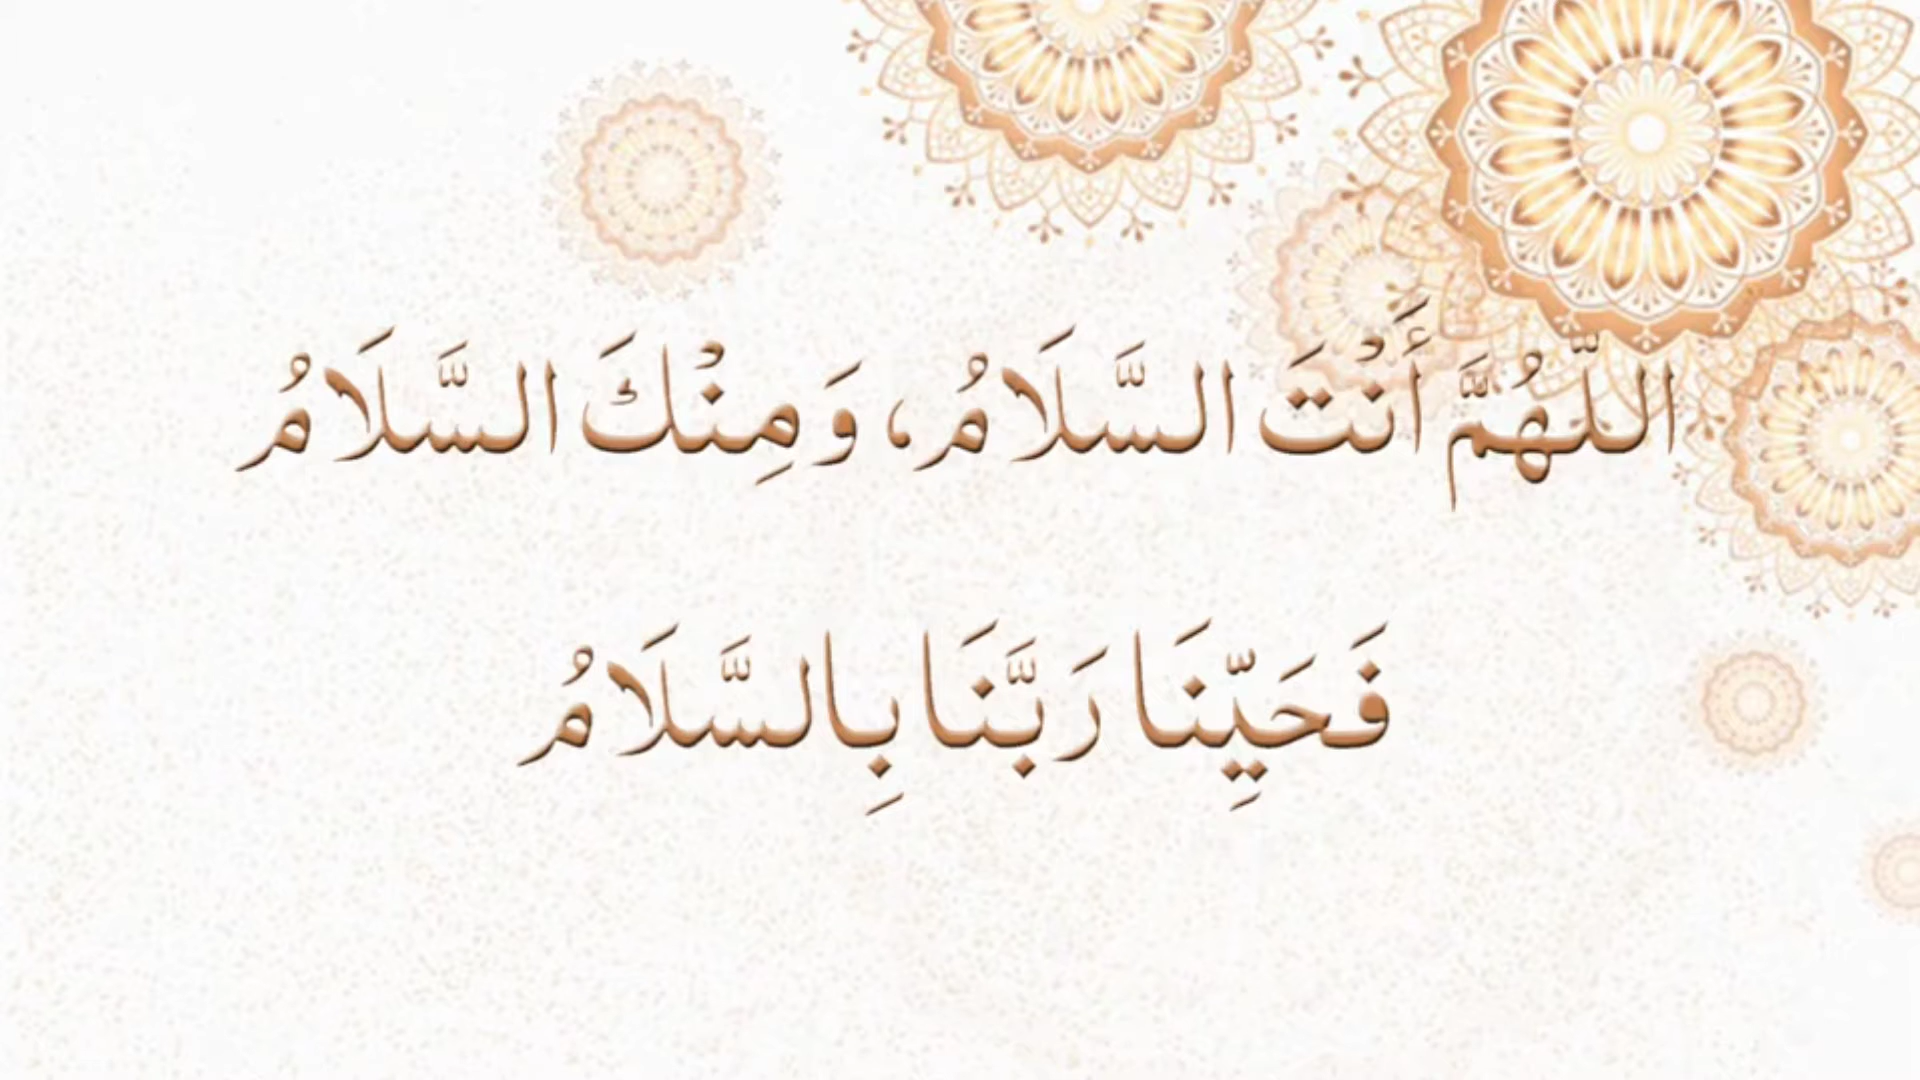 اللّهُمَّ أَنْتَ السَّلَامُ، وَمِنْكَ السَّلَامُ
فَحَيِّنَا رَبَّنَا بِالسَّلَامُ